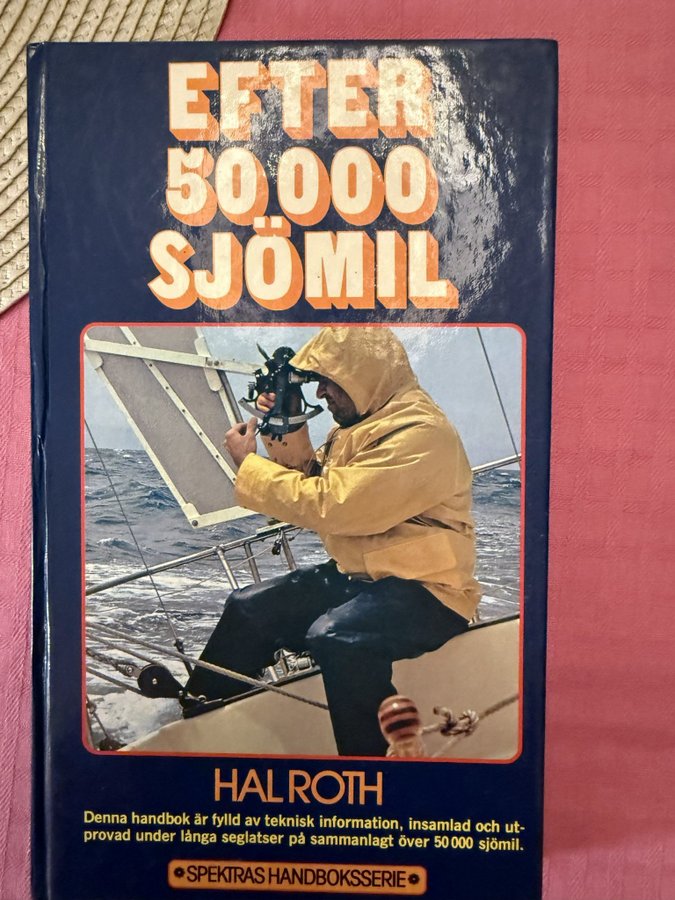 EFTER
50 000
SJÖMIL
HAL ROTH
Denna handbok är fylld av teknisk information, insamlad och ut-
provad under långa seglatser på sammanlagt över 50 000 sjömil.
SPEKTRAS HANDBOKSSERIE